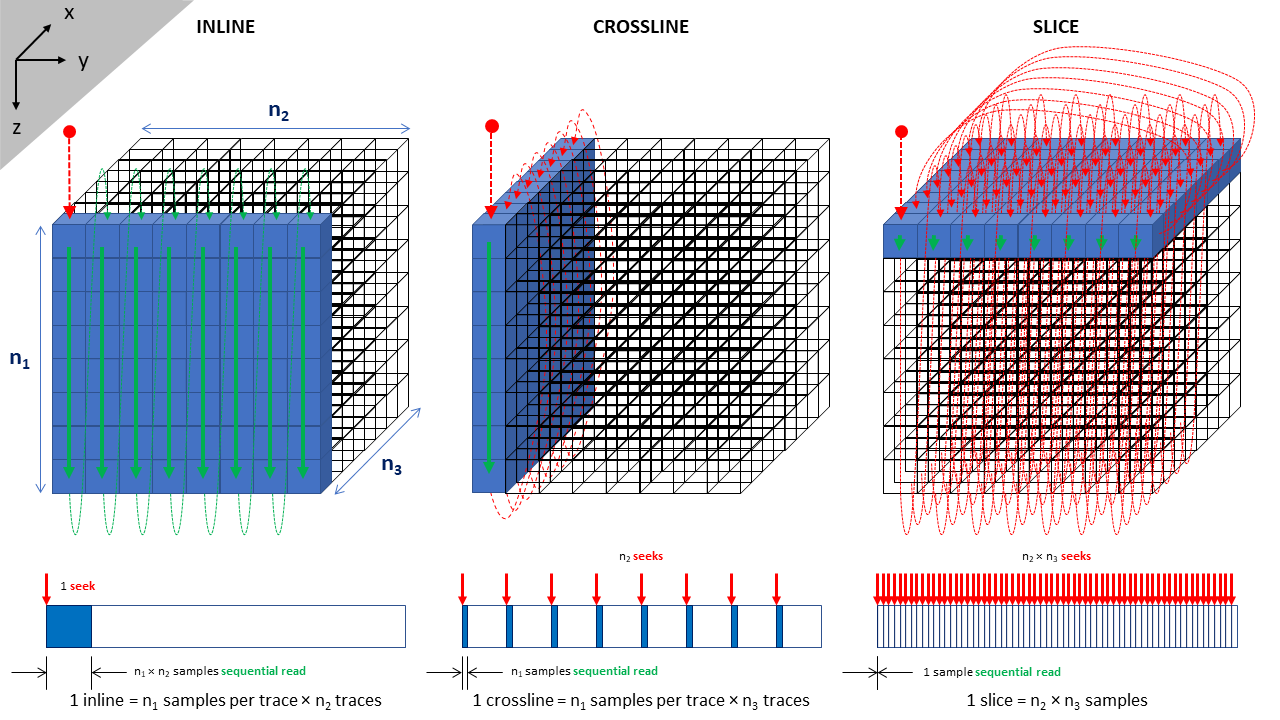 x
y
z
INLINE
CROSSLINE
SLICE
n₂
n₁
n₃
1 seek
n₂ seeks
n₂ × n₃ seeks
n₁ × n₂ samples sequential read
n₁ samples sequential read
1 sample sequential read
1 inline = n₁ samples per trace × n₂ traces
1 crossline = n₁ samples per trace × n₃ traces
1 slice = n₂ × n₃ samples